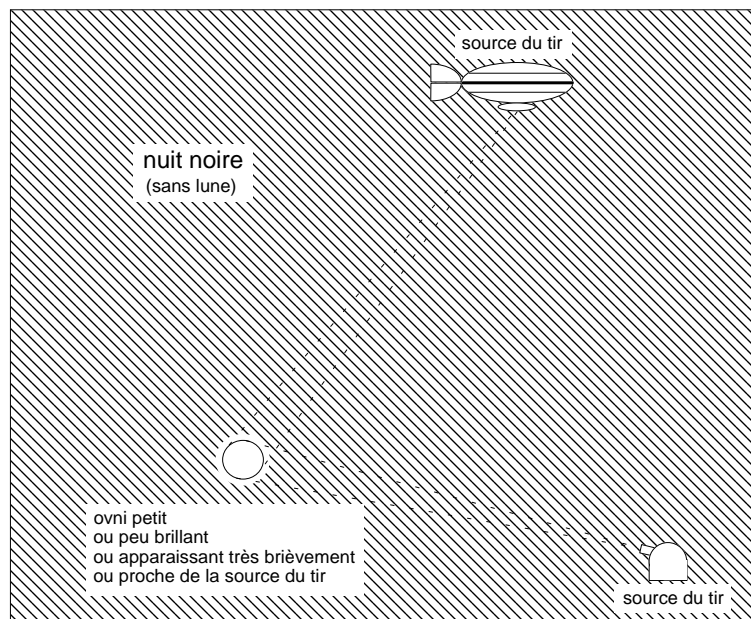 source du tir
nuit noire
(sans lune)
ovni petit
ou peu brillant
ou apparaissant très brièvement
ou proche de la source du tir
source du tir